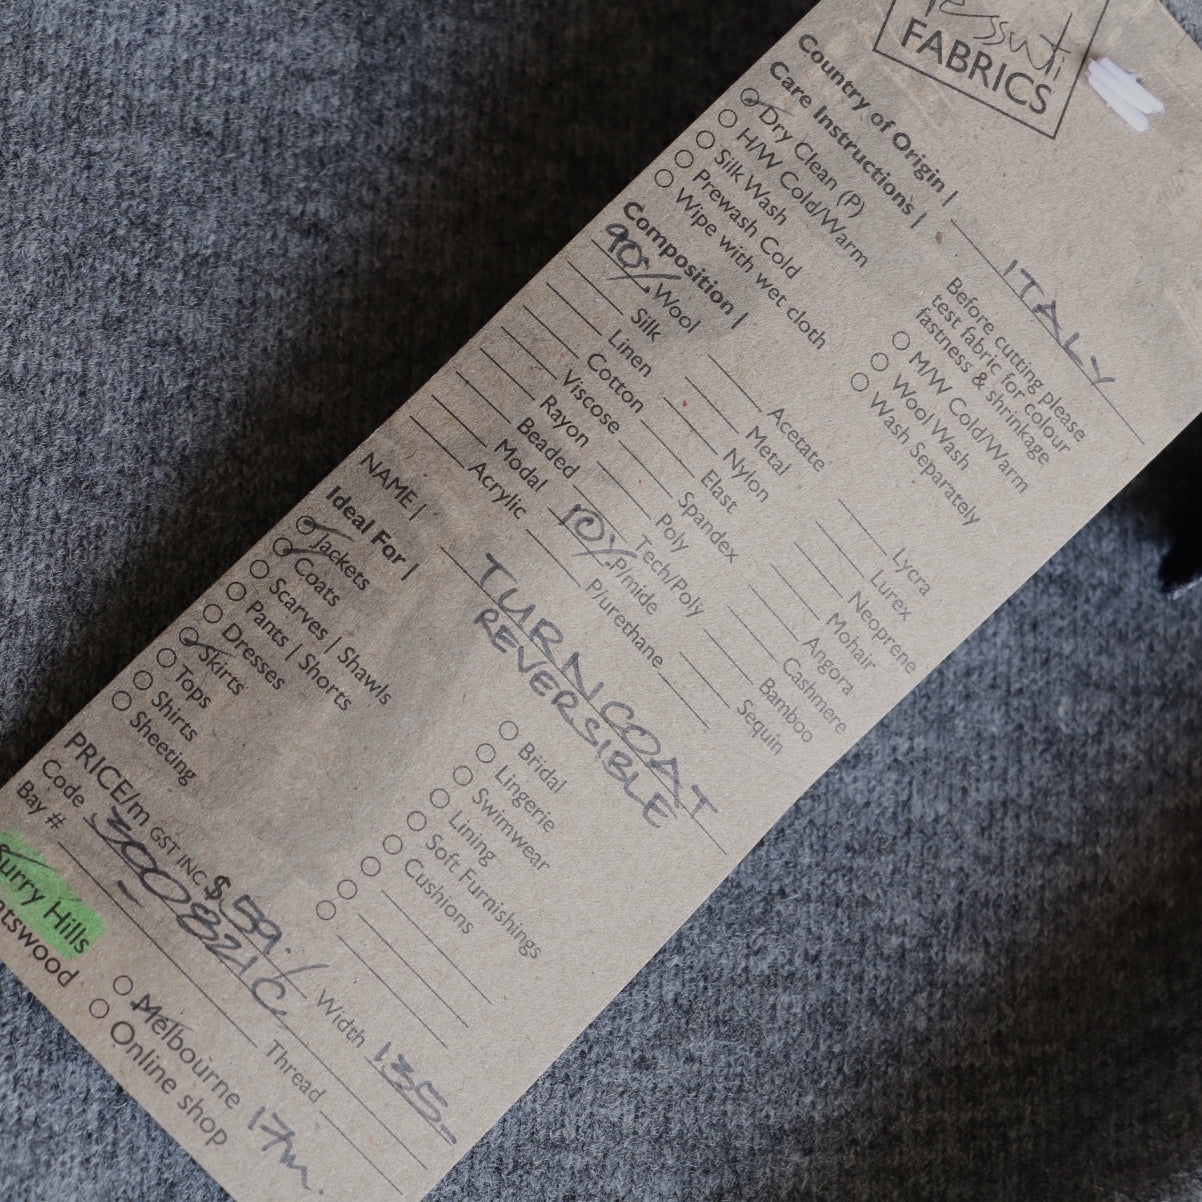 FABRICS
Country of Origin | ITALY
Care Instructions |
Dry Clean (P)
H/W Cold/Warm
Silk Wash
Prewash Cold
Wipe with wet cloth
Before cutting please
test fabric for colour
fastness & shrinkage
M/W Cold/Warm
Wool Wash
Wash Separately
Composition |
90% Wool
Silk
Linen
Cotton
Viscose
Rayon
Beaded
Modal
Acrylic
Acetate
Metal
Nylon
Elast
Spandex
Poly
Tech/Poly
10% P/mide
P/urethane
Lycra
Lurex
Neoprene
Mohair
Angora
Cashmere
Bamboo
Sequin
NAME | TURNCOAT
REVERSIBLE
Ideal For |
Jackets
Coats
Scarves | Shawls
Pants | Shorts
Dresses
Skirts
Tops
Shirts
Sheeting
Bridal
Lingerie
Swimwear
Lining
Soft Furnishings
Cushions
PRICE/m GST INC $59. Width 135
Code 300821C Thread
Bay # -
Surry Hills
Melbourne 17m.
Online shop